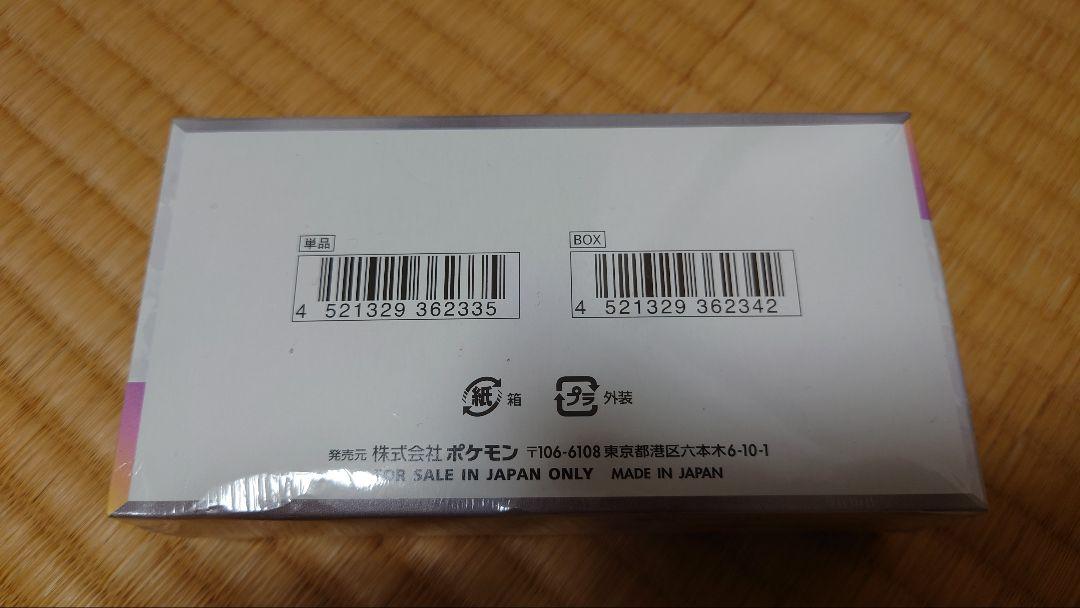 単品
4 521329 362335
BOX
4 521329 362342
紙 箱
プラ 外装
発売元 株式会社 ポケモン 〒106-6108 東京都港区六本木6-10-1
FOR SALE IN JAPAN ONLY MADE IN JAPAN